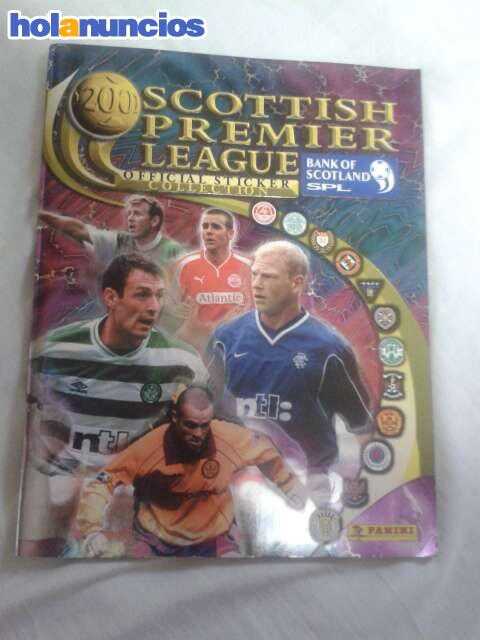 holanuncios
2001
SCOTTISH
PREMIER
LEAGUE
OFFICIAL STICKER
COLLECTION
BANK OF
SCOTLAND
SPL
Atlantic
ntl:
ntl:
PANINI